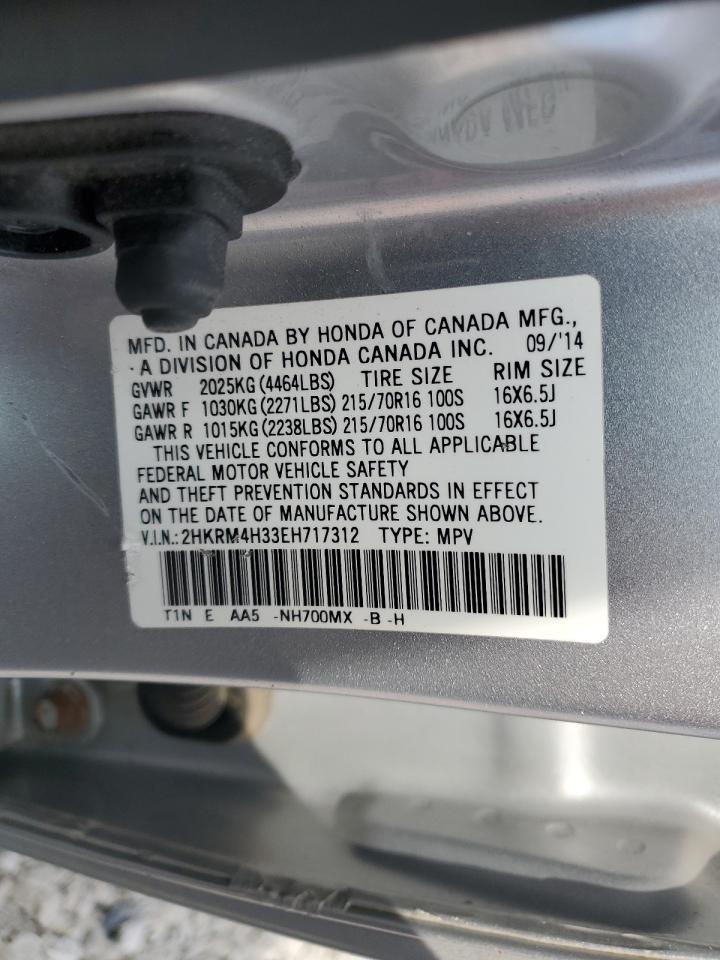 MFD. IN CANADA BY HONDA OF CANADA MFG.,
A DIVISION OF HONDA CANADA INC. 09/'14
GVWR 2025KG (4464LBS) TIRE SIZE RIM SIZE
GAWR F 1030KG (2271LBS) 215/70R16 100S 16X6.5J
GAWR R 1015KG (2238LBS) 215/70R16 100S 16X6.5J
THIS VEHICLE CONFORMS TO ALL APPLICABLE
FEDERAL MOTOR VEHICLE SAFETY
AND THEFT PREVENTION STANDARDS IN EFFECT
ON THE DATE OF MANUFACTURE SHOWN ABOVE.
V.I.N.: 2HKRM4H33EH717312 TYPE: MPV
T1N E AA5 -NH700MX -B -H